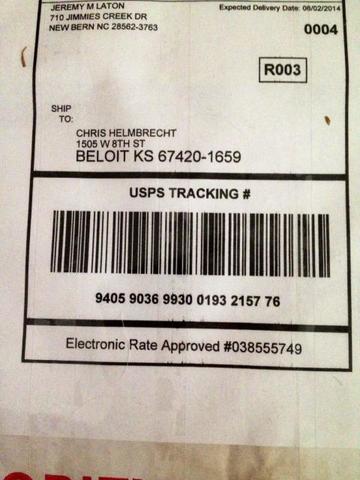 JEREMY M LATON
710 JIMMIES CREEK DR
NEW BERN NC 28562-3763
Expected Delivery Date: 06/02/2014
0004
R003
SHIP
TO:
CHRIS HELMBRECHT
1505 W 8TH ST
BELOIT KS 67420-1659
USPS TRACKING #
9405 9036 9930 0193 2157 76
Electronic Rate Approved #038555749